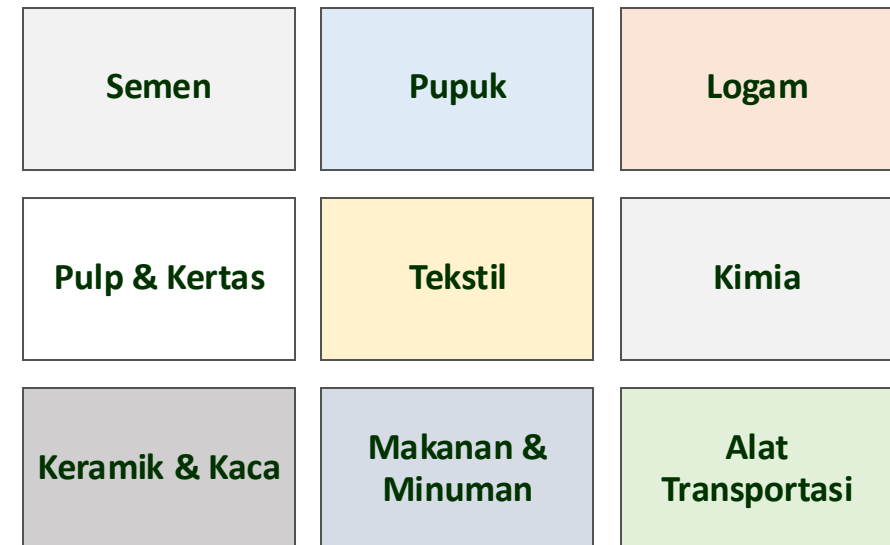 Semen
Pupuk
Logam
Pulp & Kertas
Tekstil
Kimia
Keramik & Kaca
Makanan &
Minuman
Alat
Transportasi